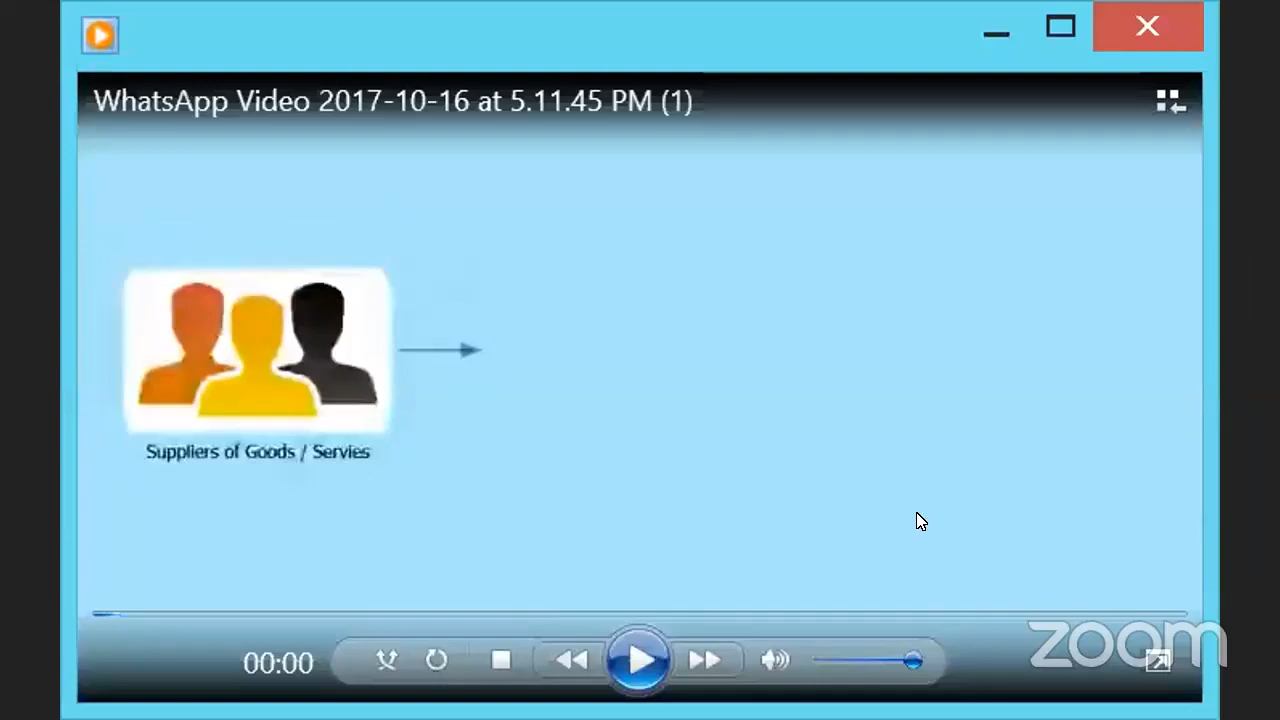 WhatsApp Video 2017-10-16 at 5.11.45 PM (1)
Suppliers of Goods / Servies
00:00
zoom